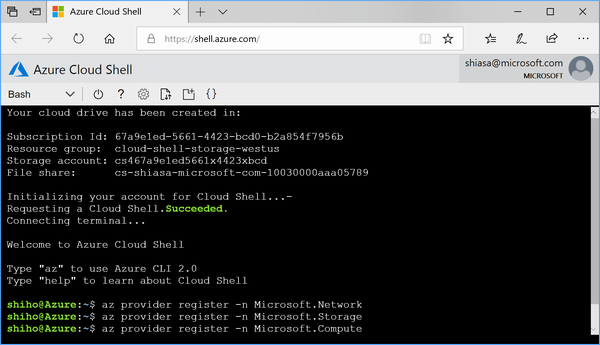 Azure Cloud Shell
https://shell.azure.com/
Azure Cloud Shell
shiasa@microsoft.com
MICROSOFT
Bash
Your cloud drive has been created in:
Subscription Id: 67a9e1ed-5661-4423-bcd0-b2a854f7956b
Resource group:  cloud-shell-storage-westus
Storage account: cs467a9e1ed5661x4423xbcd
File share:      cs-shiasa-microsoft-com-10030000aaa05789
Initializing your account for Cloud Shell...-
Requesting a Cloud Shell.Succeeded.
Connecting terminal...
Welcome to Azure Cloud Shell
Type "az" to use Azure CLI 2.0
Type "help" to learn about Cloud Shell
shiho@Azure:~$ az provider register -n Microsoft.Network
shiho@Azure:~$ az provider register -n Microsoft.Storage
shiho@Azure:~$ az provider register -n Microsoft.Compute